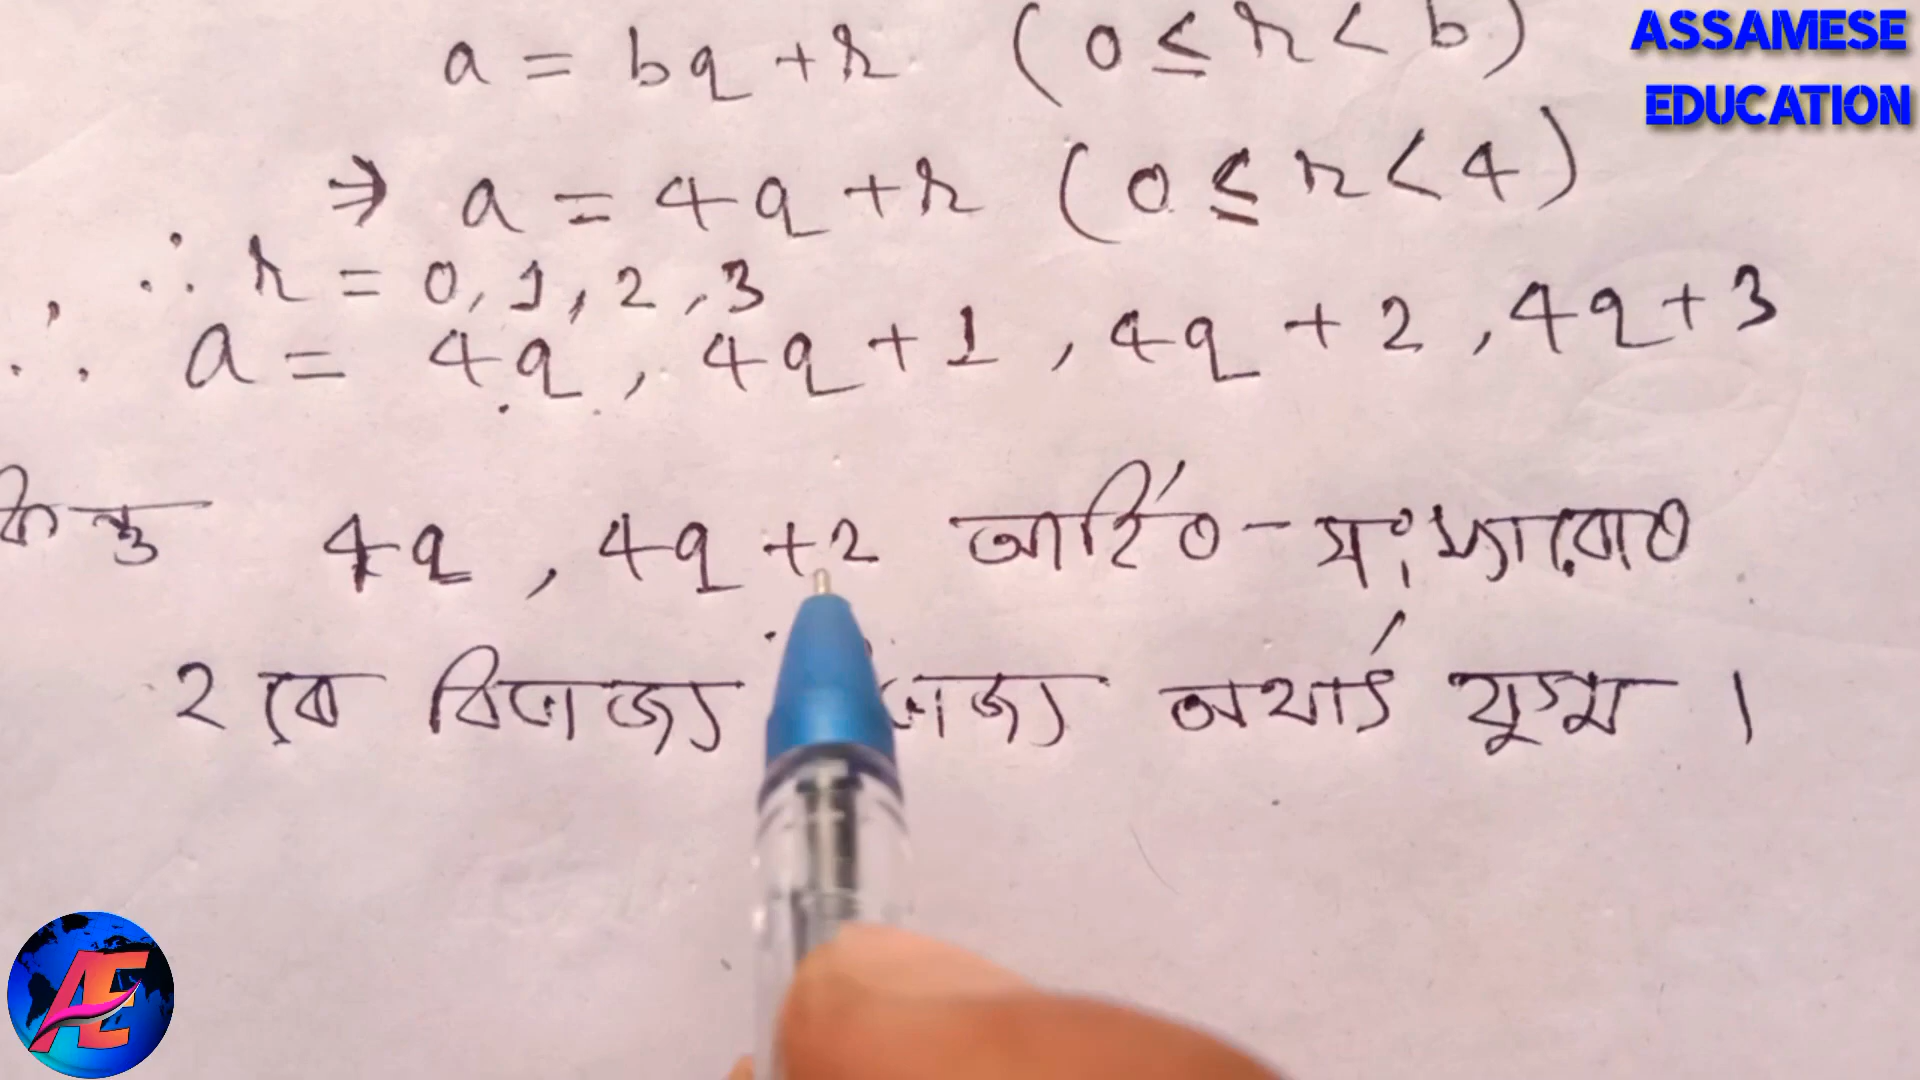 a = bq + r (0 ≤ r < b)
⇒ a = 4q + r (0 ≤ r < 4)
∴ r = 0, 1, 2, 3
∴ a = 4q, 4q + 1, 4q + 2, 4q + 3
কিন্তু 4q, 4q + 2 আৰ্হিৰ সংখ্যাবোৰ
2 ৰে বিভাজ্য অৰ্থাৎ যুগ্ম ।
ASSAMESE
EDUCATION
AE